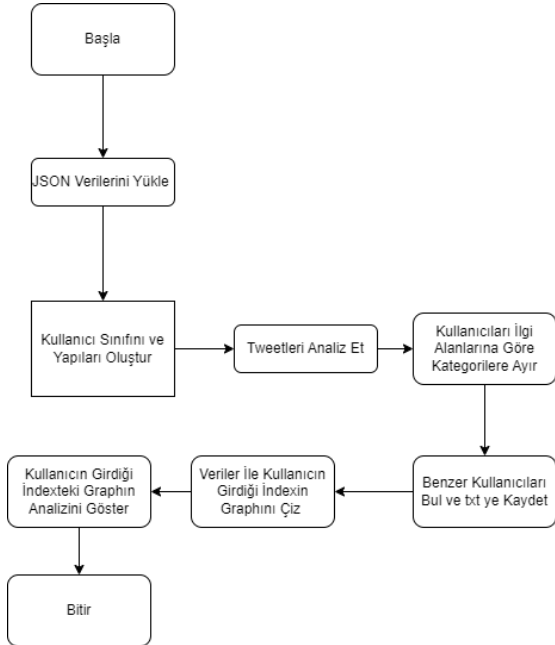 Başla
JSON Verilerini Yükle
Kullanıcı Sınıfını ve
Yapıları Oluştur
Tweetleri Analiz Et
Kullanıcıları İlgi
Alanlarına Göre
Kategorilere Ayır
Benzer Kullanıcıları
Bul ve txt ye Kaydet
Veriler İle Kullanıcın
Girdiği İndexin
Graphını Çiz
Kullanıcın Girdiği
İndexteki Graphın
Analizini Göster
Bitir